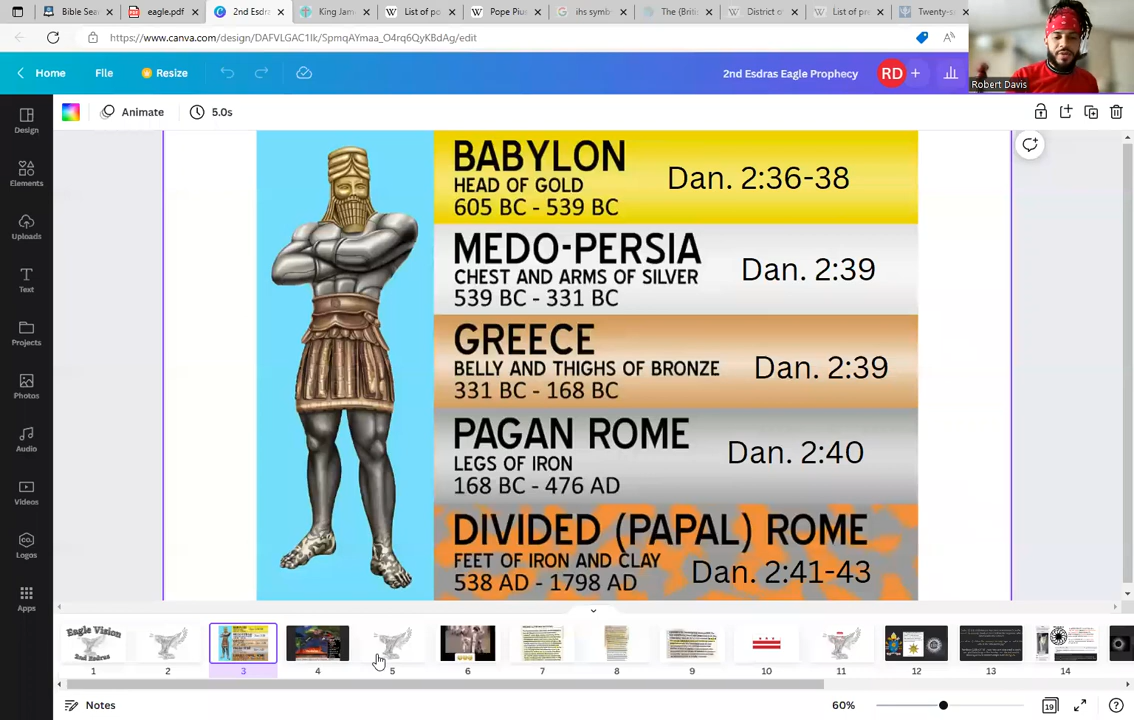 Bible Sea
eagle.pdf
2nd Esdra
King Jam
List of po
Pope Piu
ihs symb
The (Briti
District o
List of pre
Twenty-s
https://www.canva.com/design/DAFVLGAC1Ik/SpmqAYmaa_O4rq6QyKBdAg/edit
Home
File
Resize
2nd Esdras Eagle Prophecy
RD
Robert Davis
Animate
5.0s
Design
Elements
Uploads
Text
Projects
Photos
Audio
Videos
Logos
Apps
BABYLON
HEAD OF GOLD
605 BC - 539 BC
Dan. 2:36-38
MEDO-PERSIA
CHEST AND ARMS OF SILVER
539 BC - 331 BC
Dan. 2:39
GREECE
BELLY AND THIGHS OF BRONZE
331 BC - 168 BC
Dan. 2:39
PAGAN ROME
LEGS OF IRON
168 BC - 476 AD
Dan. 2:40
DIVIDED (PAPAL) ROME
FEET OF IRON AND CLAY
538 AD - 1798 AD
Dan. 2:41-43
Eagle Vision
2nd Esdras
1
2
3
4
5
6
7
8
9
10
11
12
13
14
Notes
60%
19